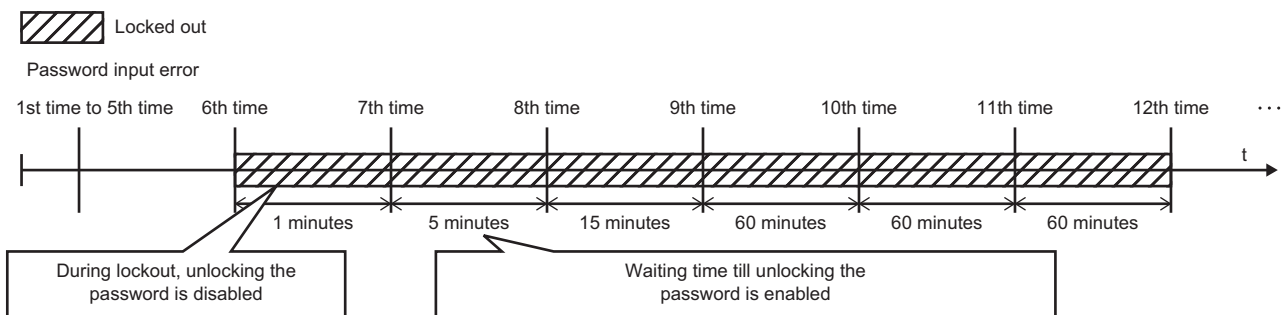 Locked out
Password input error
1st time to 5th time 6th time 7th time 8th time 9th time 10th time 11th time 12th time ···
t
1 minutes 5 minutes 15 minutes 60 minutes 60 minutes 60 minutes
During lockout, unlocking the
password is disabled
Waiting time till unlocking the
password is enabled